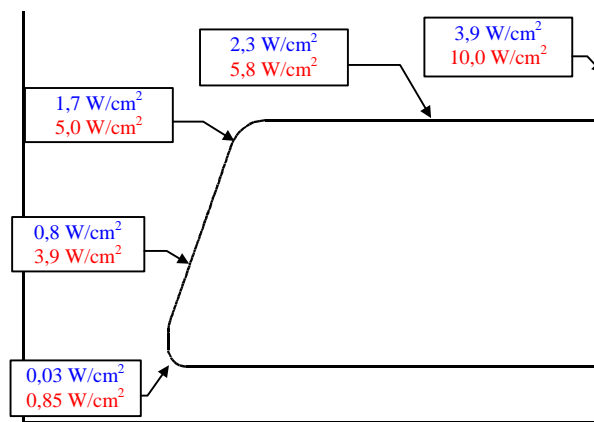 2,3 W/cm²
5,8 W/cm²
3,9 W/cm²
10,0 W/cm²
1,7 W/cm²
5,0 W/cm²
0,8 W/cm²
3,9 W/cm²
0,03 W/cm²
0,85 W/cm²